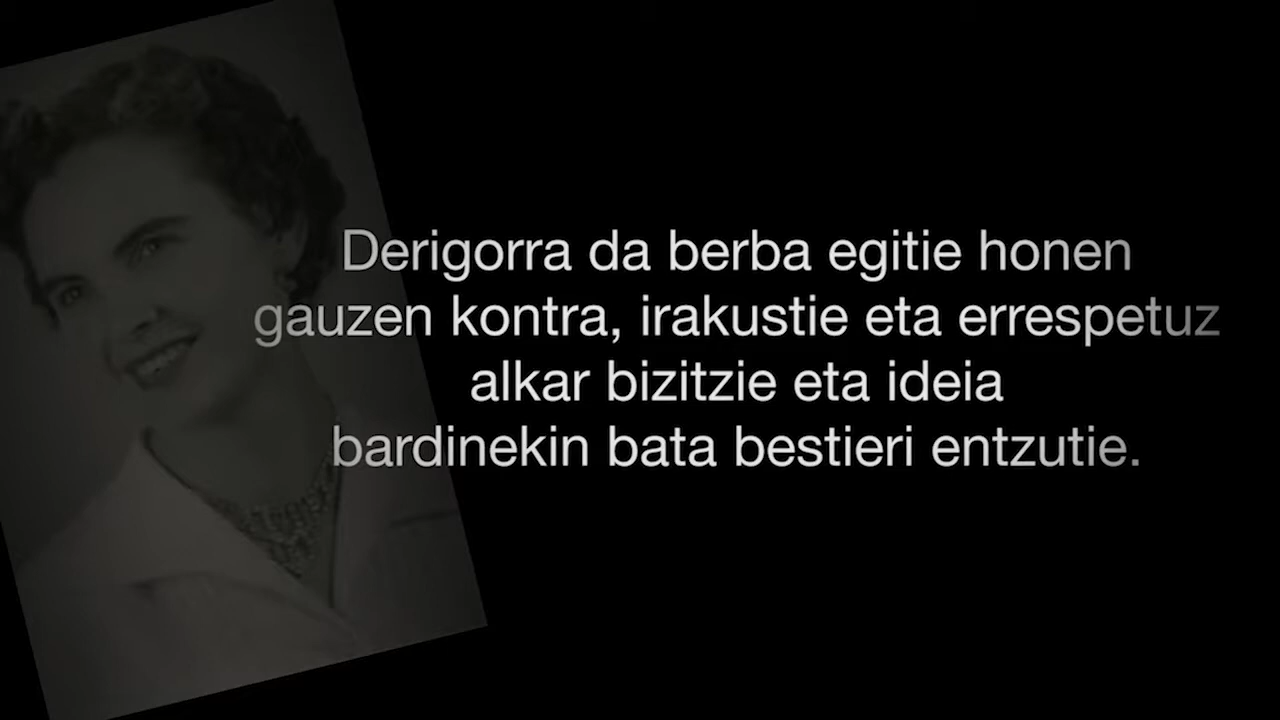 Derigorra da berba egitie honen
gauzen kontra, irakustie eta errespetuz
alkar bizitzie eta ideia
bardinekin bata bestieri entzutie.